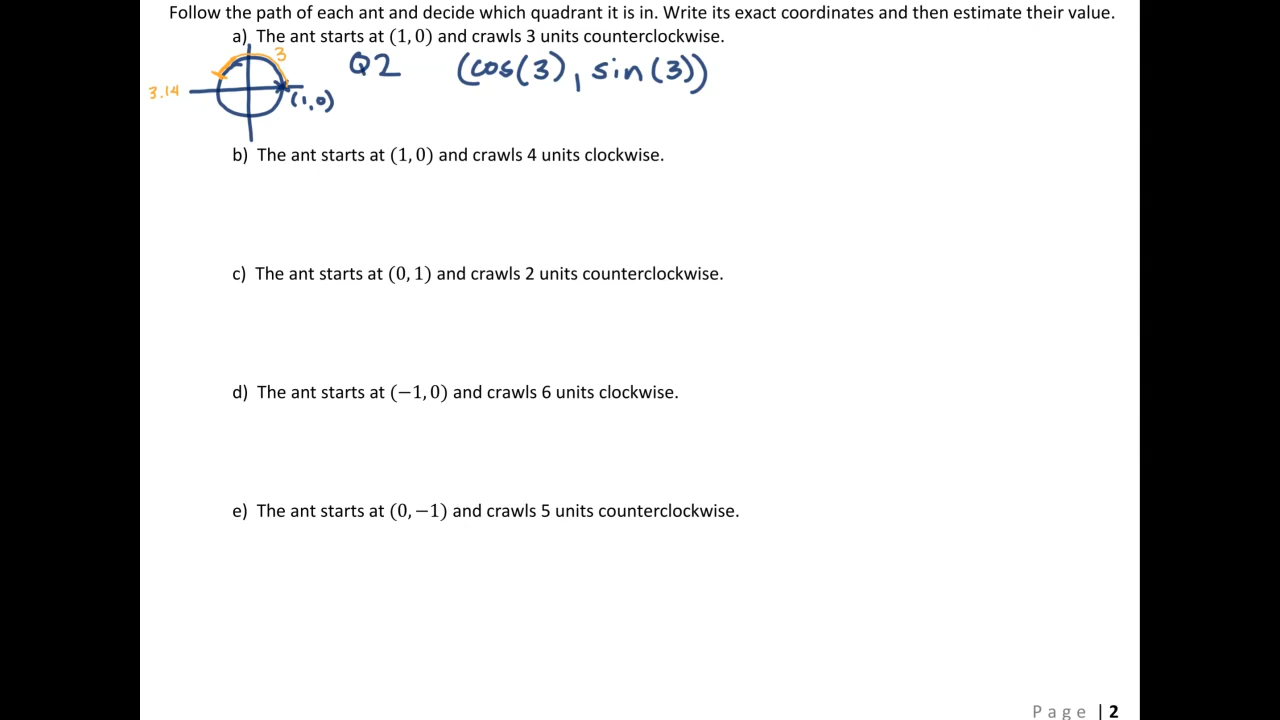 Follow the path of each ant and decide which quadrant it is in. Write its exact coordinates and then estimate their value.
a) The ant starts at (1, 0) and crawls 3 units counterclockwise.
3
Q2 (cos(3), sin(3))
3.14
(1,0)
b) The ant starts at (1, 0) and crawls 4 units clockwise.
c) The ant starts at (0, 1) and crawls 2 units counterclockwise.
d) The ant starts at (−1, 0) and crawls 6 units clockwise.
e) The ant starts at (0, −1) and crawls 5 units counterclockwise.
Page | 2